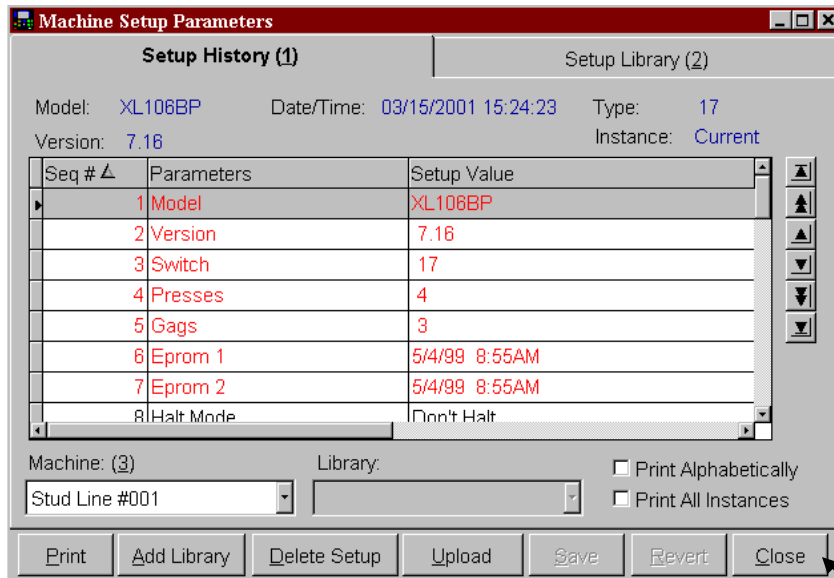 Machine Setup Parameters
Setup History (1)
Setup Library (2)
Model: XL106BP Date/Time: 03/15/2001 15:24:23 Type: 17
Version: 7.16 Instance: Current
Seq # Parameters Setup Value
1 Model XL106BP
2 Version 7.16
3 Switch 17
4 Presses 4
5 Gags 3
6 Eprom 1 5/4/99 8:55AM
7 Eprom 2 5/4/99 8:55AM
8 Halt Mode Don't Halt
Machine: (3) Library:
Print Alphabetically
Stud Line #001
Print All Instances
Print Add Library Delete Setup Upload Save Revert Close